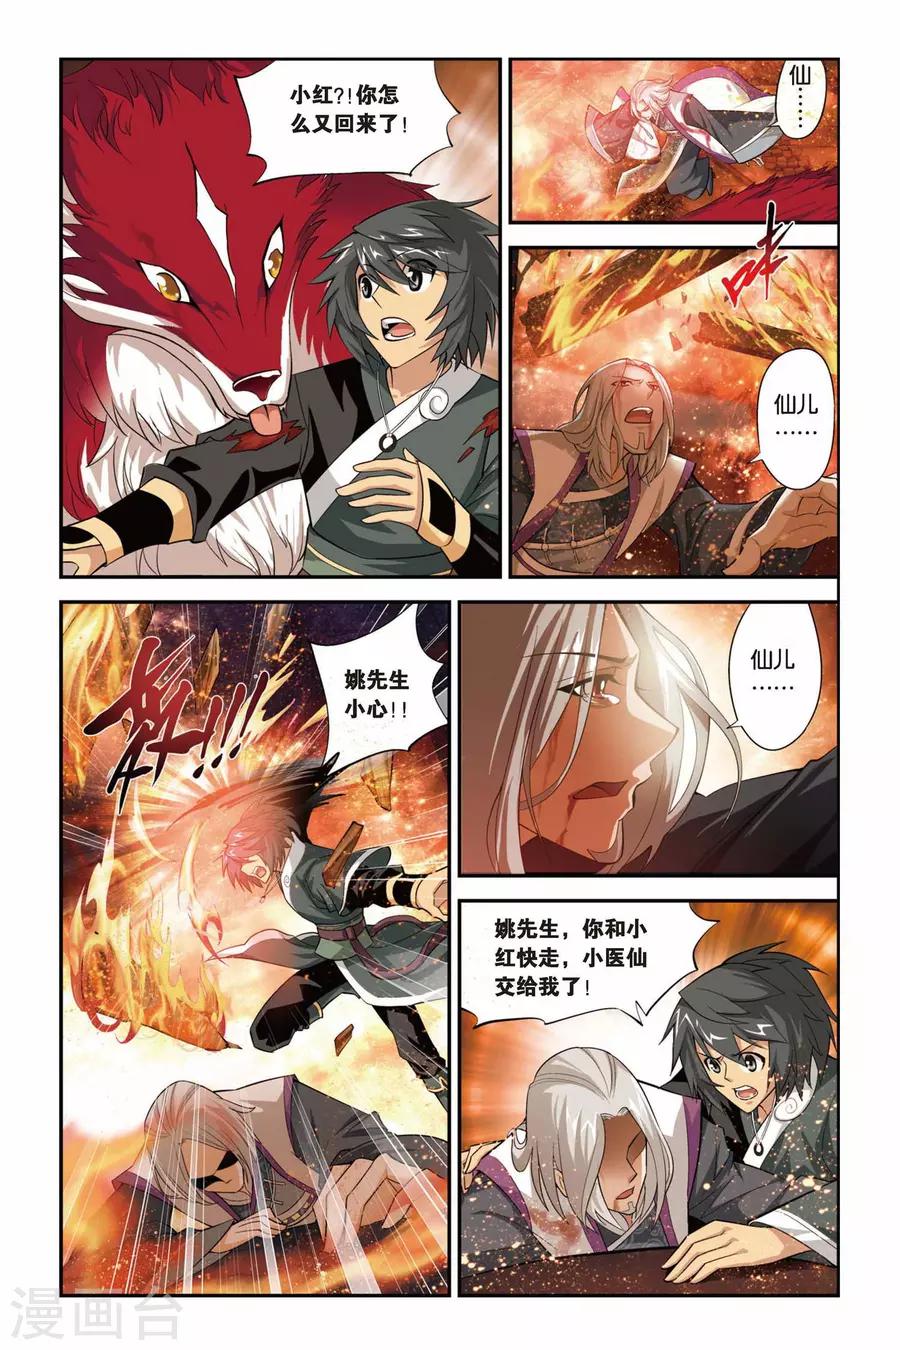 小红?!你怎
么又回来了!
仙
……
咔
仙儿
……
姚先生
小心!!
仙儿
……
姚先生，你和小
红快走，小医仙
交给我了!
漫画台